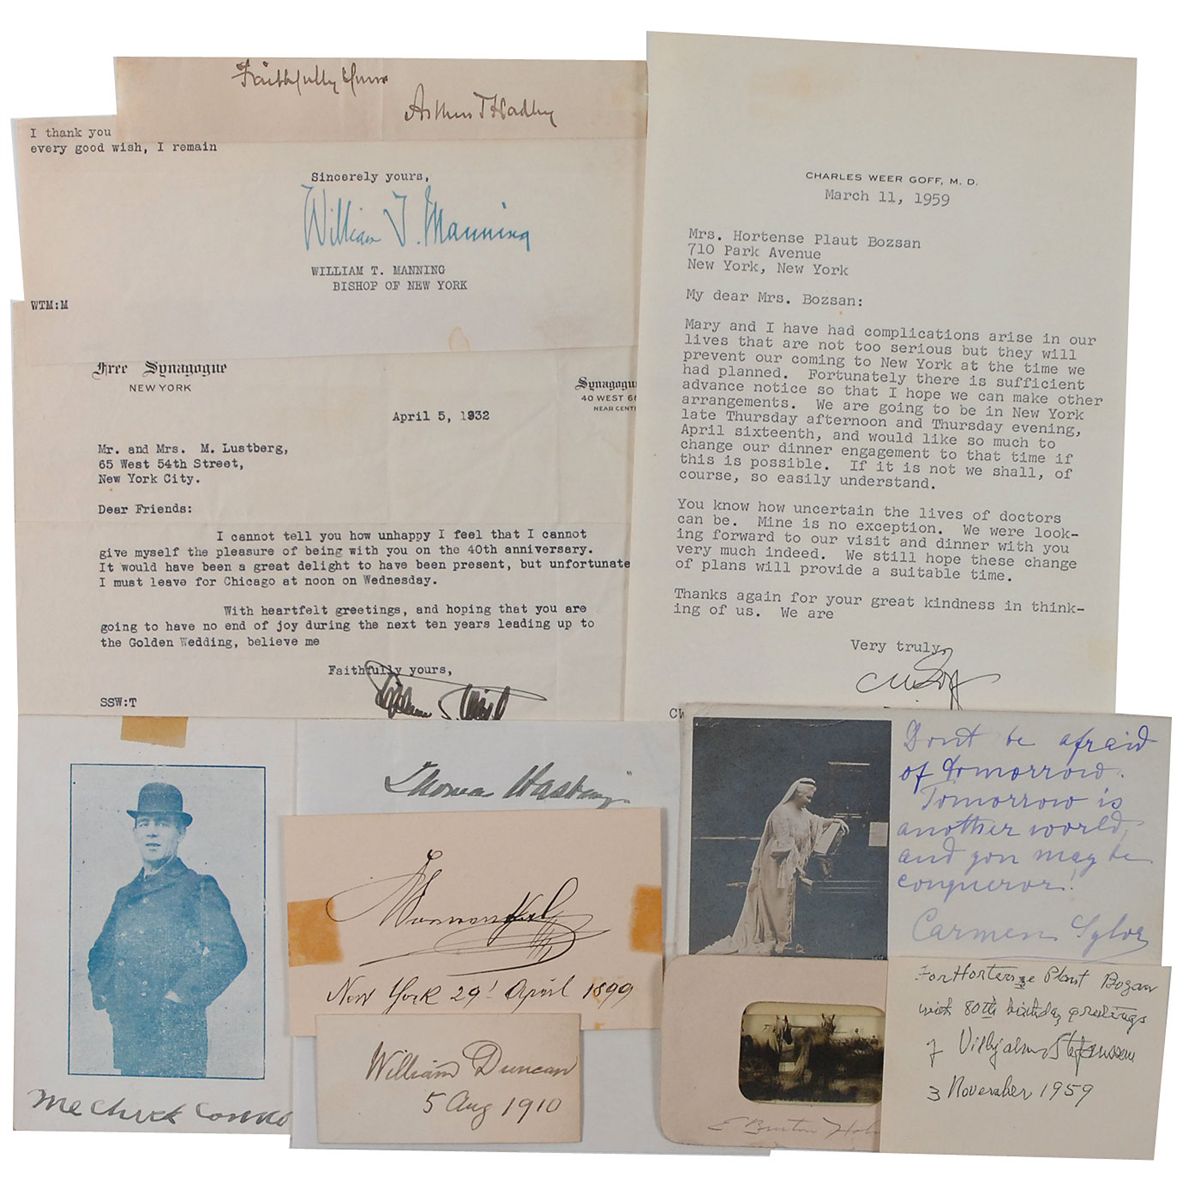 Faithfully Yours
Arthur T Hadley
I thank you
every good wish, I remain
Sincerely yours,
William T. Manning
WILLIAM T. MANNING
BISHOP OF NEW YORK
WTM:M
Free Synagogue
NEW YORK
Synagogue
40 WEST 6
NEAR CENT
April 5, 1932
Mr. and Mrs. M. Lustberg,
65 West 54th Street,
New York City.
Dear Friends:
I cannot tell you how unhappy I feel that I cannot
give myself the pleasure of being with you on the 40th anniversary.
It would have been a great delight to have been present, but unfortunate
I must leave for Chicago at noon on Wednesday.
With heartfelt greetings, and hoping that you are
going to have no end of joy during the next ten years leading up to
the Golden Wedding, believe me
Faithfully yours,
SSW:T
CHARLES WEER GOFF, M. D.
March 11, 1959
Mrs. Hortense Plaut Bozsan
710 Park Avenue
New York, New York
My dear Mrs. Bozsan:
Mary and I have had complications arise in our
lives that are not too serious but they will
prevent our coming to New York at the time we
had planned. Fortunately there is sufficient
advance notice so that I hope we can make other
arrangements. We are going to be in New York
late Thursday afternoon and Thursday evening,
April sixteenth, and would like so much to
change our dinner engagement to that time if
this is possible. If it is not we shall, of
course, so easily understand.
You know how uncertain the lives of doctors
can be. Mine is no exception. We were look-
ing forward to our visit and dinner with you
very much indeed. We still hope these change
of plans will provide a suitable time.
Thanks again for your great kindness in think-
ing of us. We are
Very truly,
CW Goff
CW
Thomas Hastings
New York 29' April 1899
William Duncan
5 Aug 1910
Don't be afraid
of tomorrow.
Tomorrow is
another world,
and you may be
conqueror!
Carmen Sylva
E Burton Hol
For Hortense Plaut Bozan
with 80th birthday greetings
of Vilhjalmur Stefansson
3 November 1959